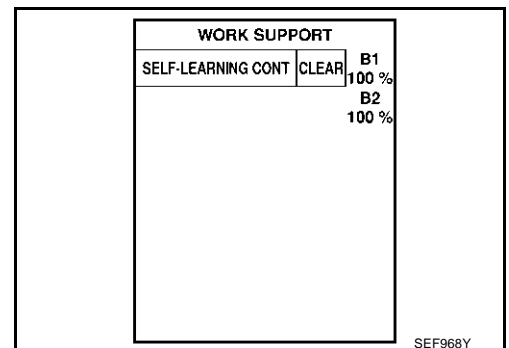 WORK SUPPORT
SELF-LEARNING CONT CLEAR B1
100 %
B2
100 %
SEF968Y